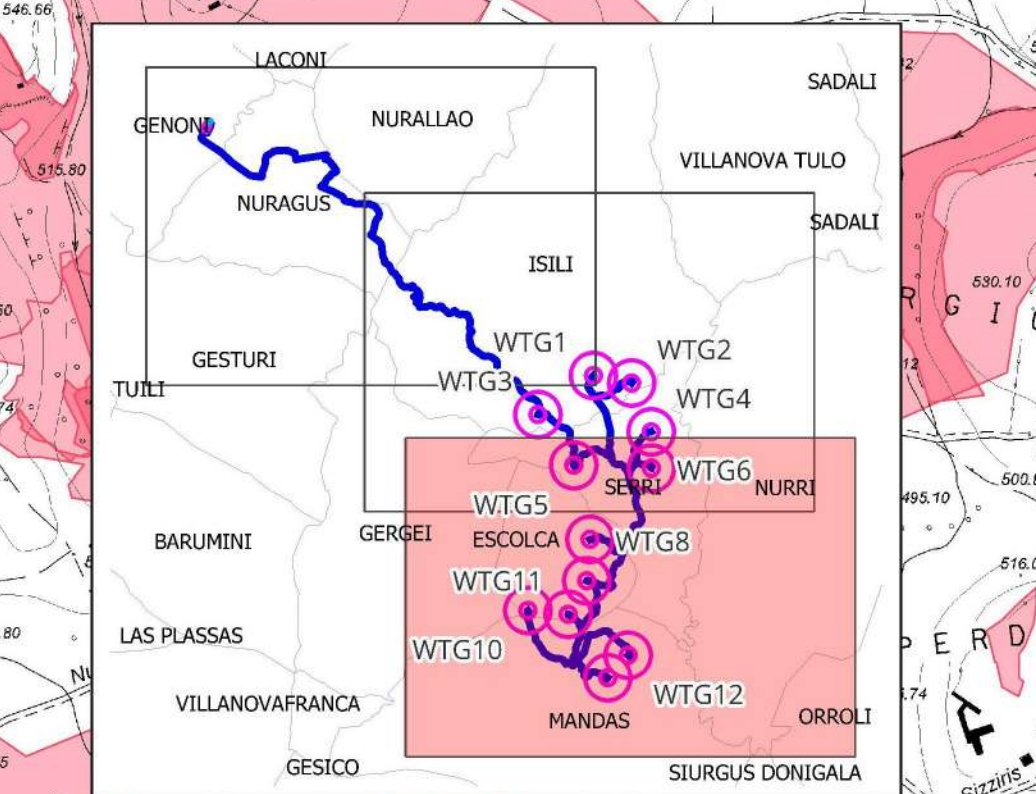 546.66
LACONI
SADALI
GENONI
NURALLAO
515.80
VILLANOVA TULO
NURAGUS
SADALI
ISILI
530.10
R G I
WTG1
WTG2
GESTURI
WTG3
TUILI
WTG4
WTG6
SERRI
NURRI
500.
495.10
WTG5
GERGEI
ESCOLCA
WTG8
BARUMINI
516.0
WTG11
LAS PLASSAS
.80
P E R D
WTG10
WTG12
.74
VILLANOVAFRANCA
MANDAS
ORROLI
GESICO
SIURGUS DONIGALA
Sizziris